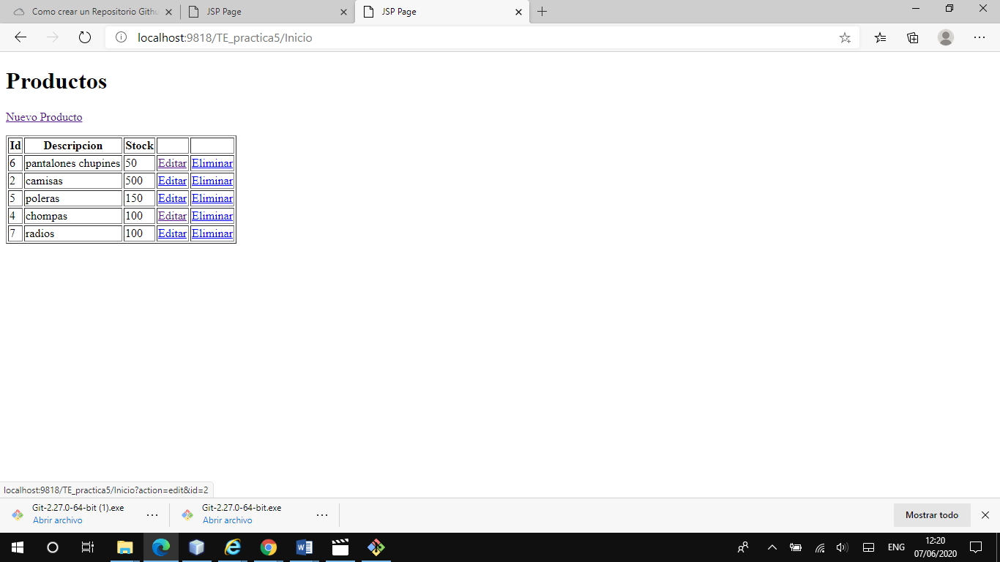 Como crear un Repositorio Githu
JSP Page
JSP Page
localhost:9818/TE_practica5/Inicio
Productos
Nuevo Producto
Id Descripcion Stock
6 pantalones chupines 50 Editar Eliminar
2 camisas 500 Editar Eliminar
5 poleras 150 Editar Eliminar
4 chompas 100 Editar Eliminar
7 radios 100 Editar Eliminar
localhost:9818/TE_practica5/Inicio?action=edit&id=2
Git-2.27.0-64-bit (1).exe
Abrir archivo
Git-2.27.0-64-bit.exe
Abrir archivo
Mostrar todo
ENG
12:20
07/06/2020